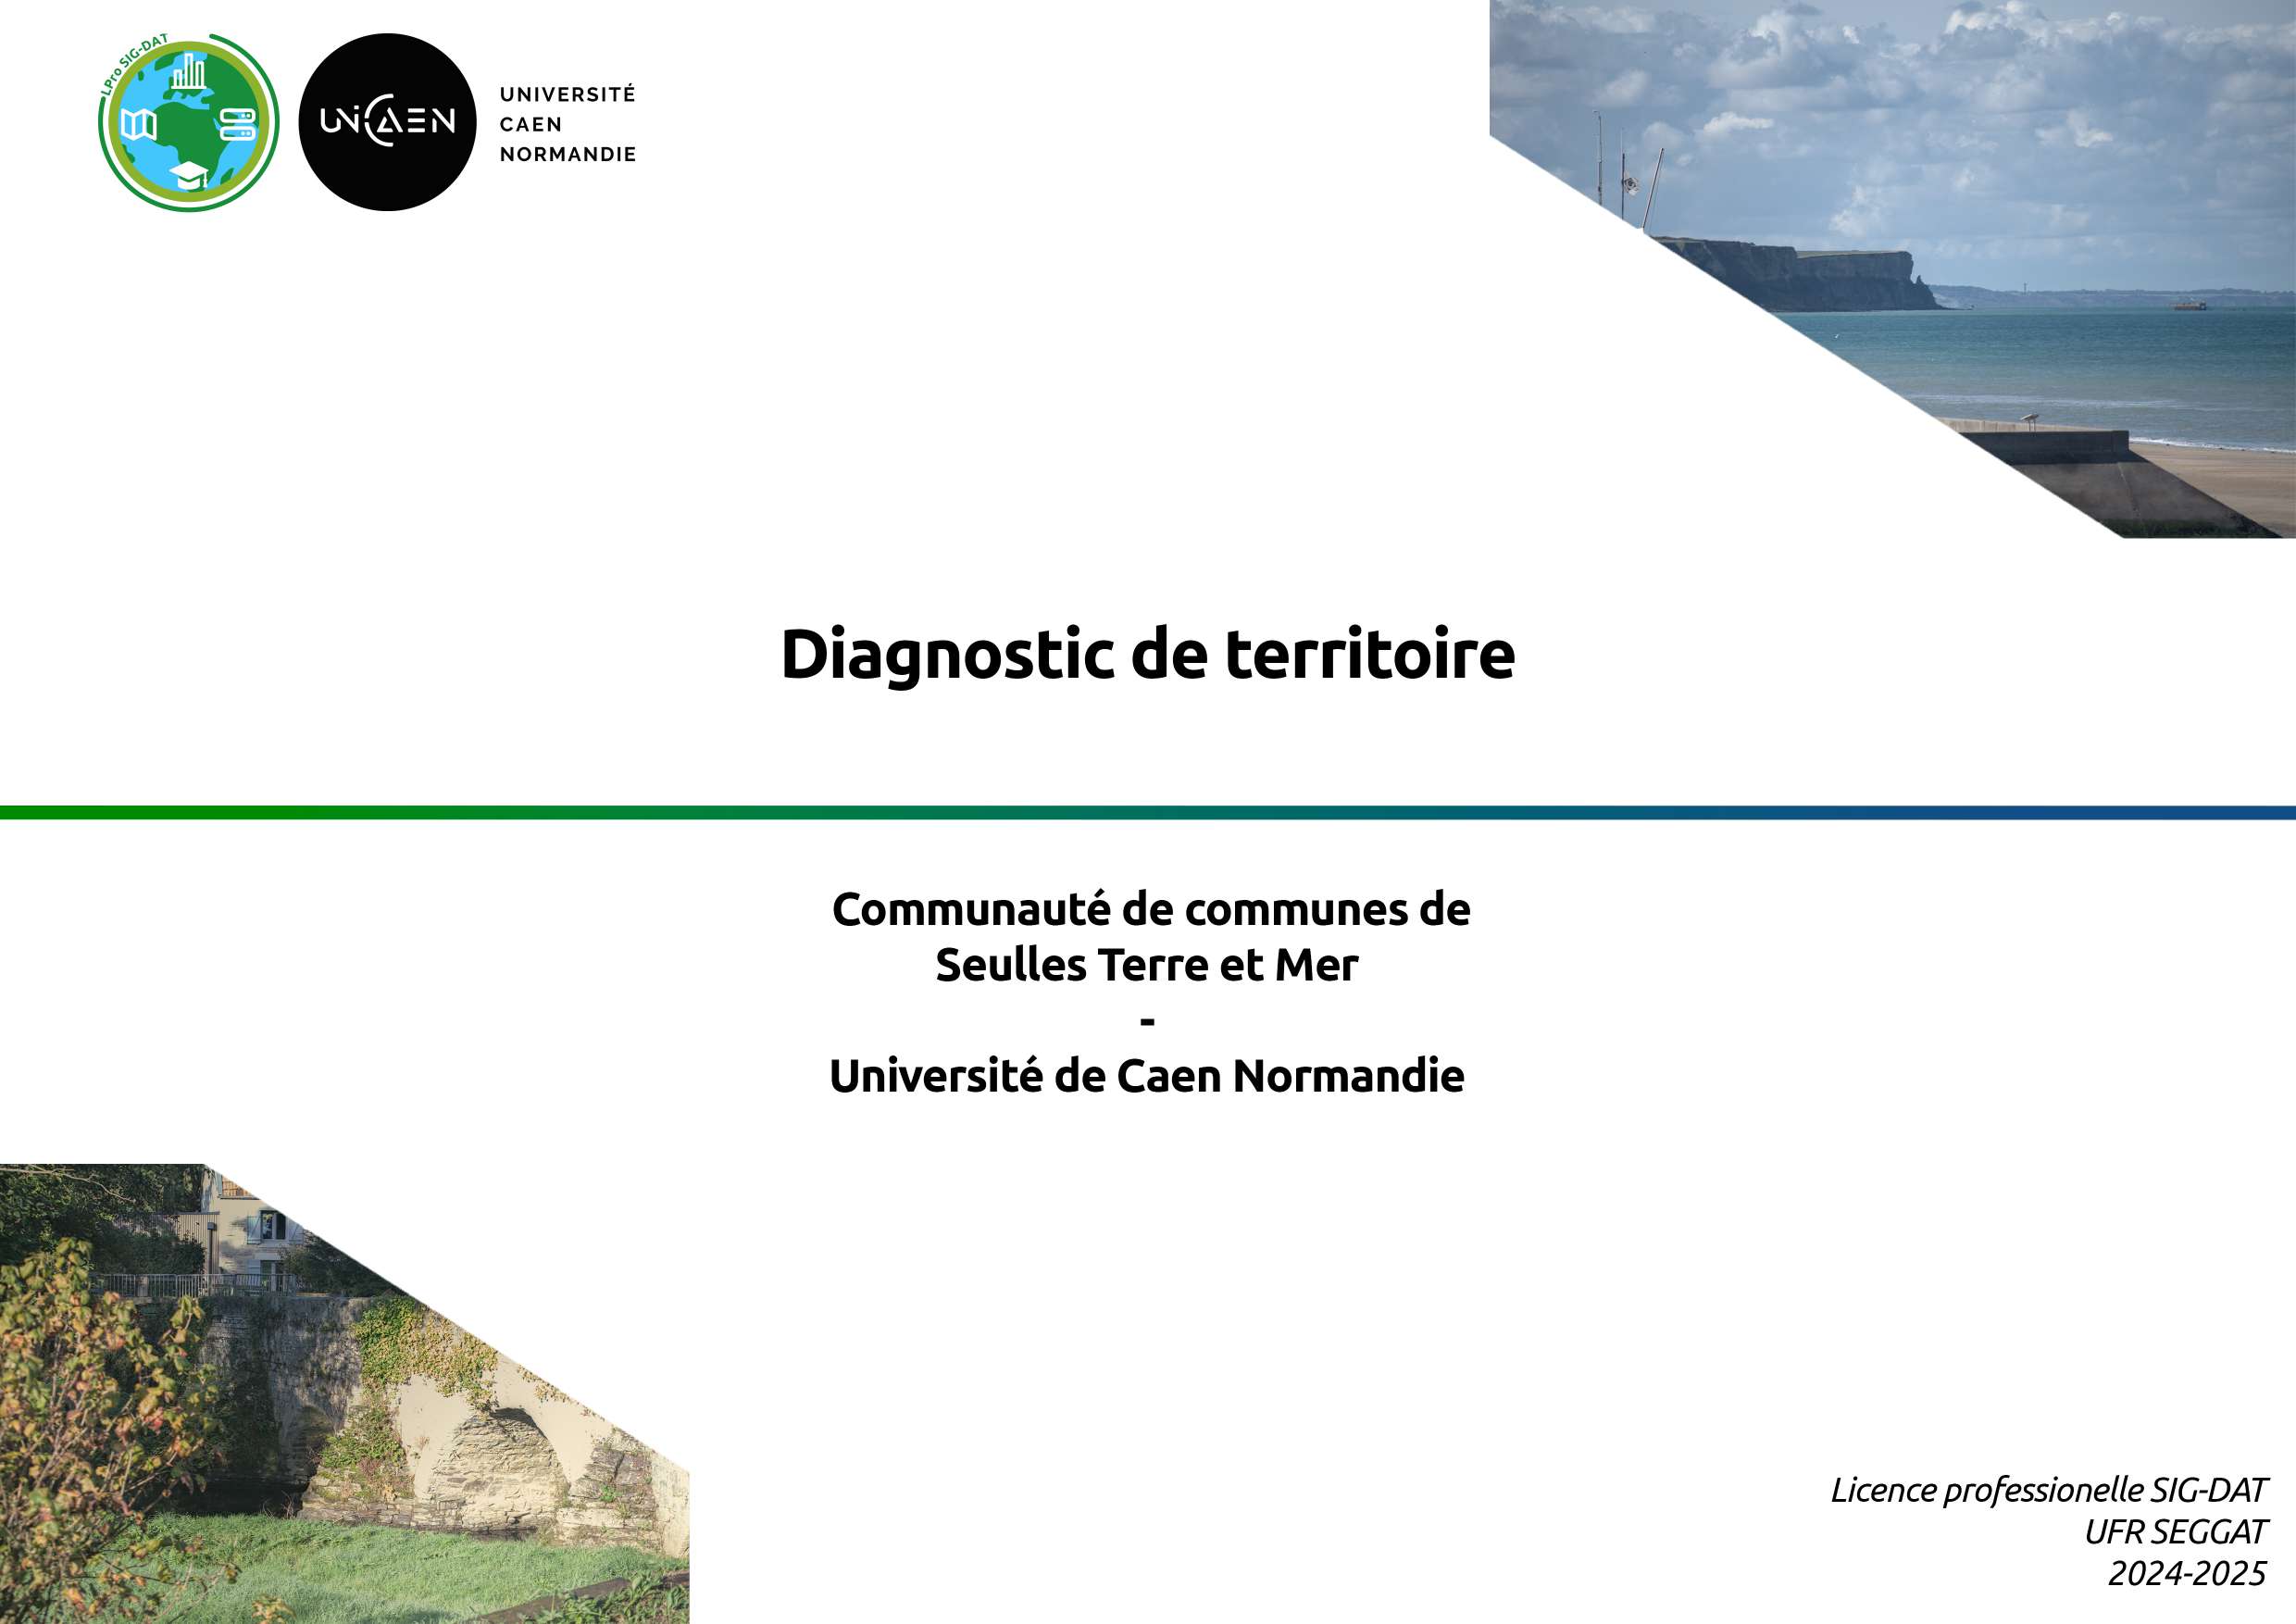 LPro SIG-DAT
UNICAEN
UNIVERSITÉ
CAEN
NORMANDIE
Diagnostic de territoire
Communauté de communes de
Seulles Terre et Mer
-
Université de Caen Normandie
Licence professionelle SIG-DAT
UFR SEGGAT
2024-2025